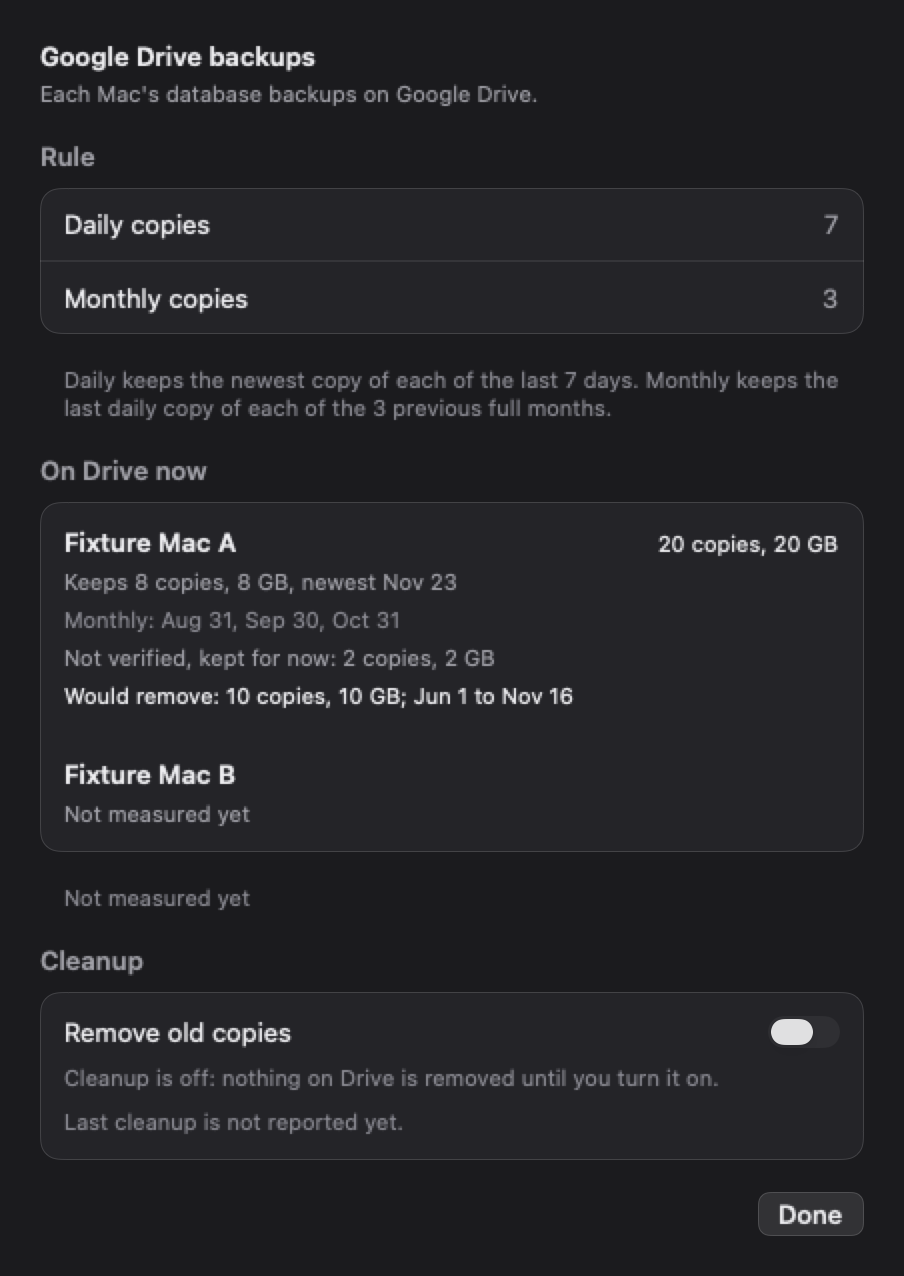 Google Drive backups
Each Mac's database backups on Google Drive.
Rule
Daily copies 7
Monthly copies 3
Daily keeps the newest copy of each of the last 7 days. Monthly keeps the
last daily copy of each of the 3 previous full months.
On Drive now
Fixture Mac A 20 copies, 20 GB
Keeps 8 copies, 8 GB, newest Nov 23
Monthly: Aug 31, Sep 30, Oct 31
Not verified, kept for now: 2 copies, 2 GB
Would remove: 10 copies, 10 GB; Jun 1 to Nov 16
Fixture Mac B
Not measured yet
Not measured yet
Cleanup
Remove old copies
Cleanup is off: nothing on Drive is removed until you turn it on.
Last cleanup is not reported yet.
Done